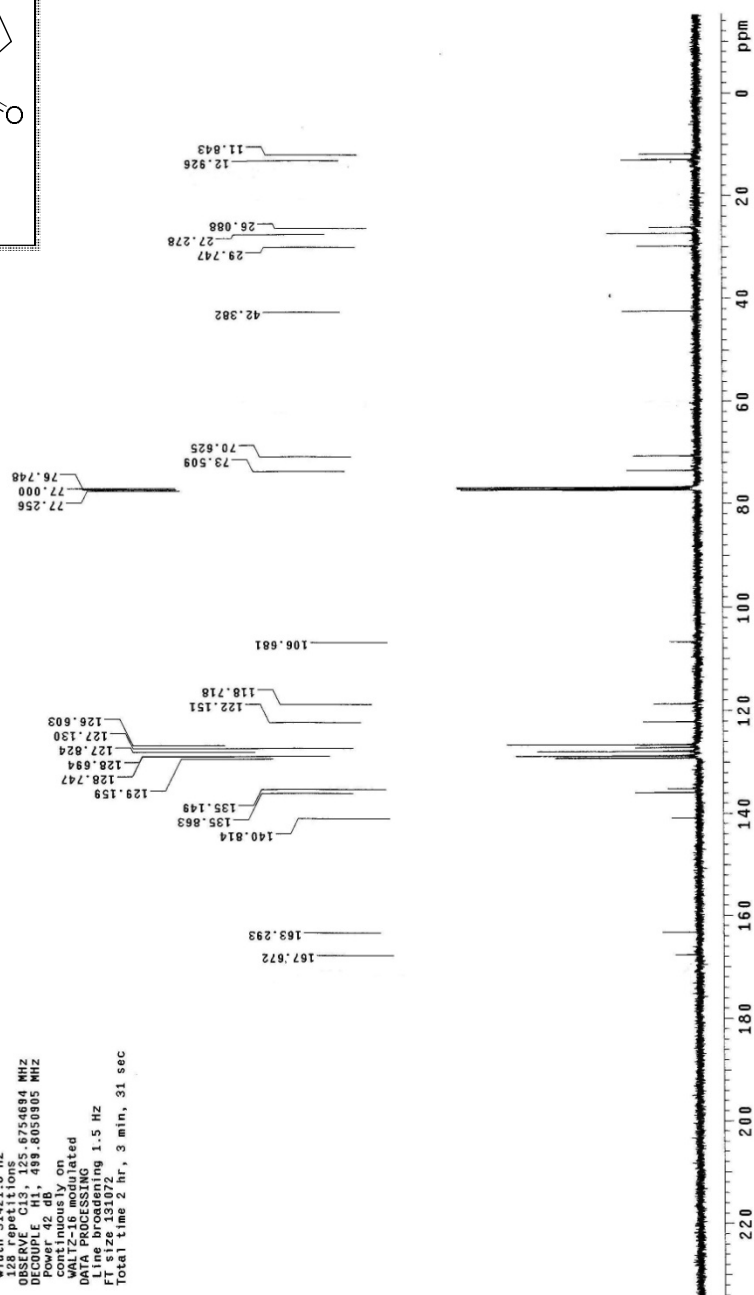 O
11.843
12.926
26.088
27.278
29.747
42.382
70.625
73.509
76.748
77.000
77.256
106.681
118.718
122.151
126.603
127.130
127.824
128.694
128.747
129.159
135.149
135.863
140.814
163.293
167.672
128 repetitions
OBSERVE C13, 125.6754694 MHz
DECOUPLE H1, 499.8050905 MHz
Power 42 dB
continuously on
WALTZ-16 modulated
DATA PROCESSING
Line broadening 1.5 Hz
FT size 131072
Total time 2 hr, 3 min, 31 sec
220 200 180 160 140 120 100 80 60 40 20 0 ppm